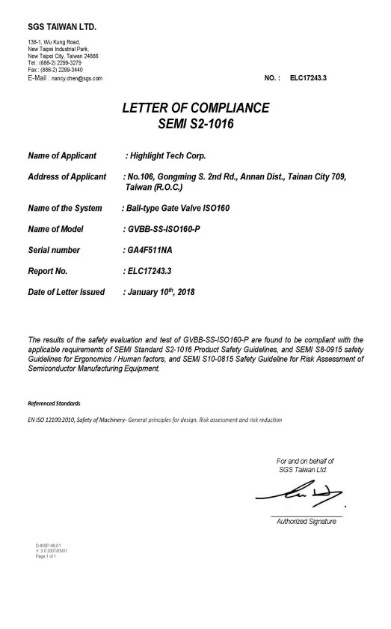 SGS TAIWAN LTD.
136-1, Wu Kung Road,
New Taipei Industrial Park,
New Taipei City, Taiwan 24886
Tel : (886-2) 2299-3279
Fax : (886-2) 2299-3440
E-Mail : nancy.chen@sgs.com
NO. : ELC17243.3
LETTER OF COMPLIANCE
SEMI S2-1016
Name of Applicant : Highlight Tech Corp.
Address of Applicant : No.106, Gongming S. 2nd Rd., Annan Dist., Tainan City 709,
Taiwan (R.O.C.)
Name of the System : Ball-type Gate Valve ISO160
Name of Model : GVBB-SS-ISO160-P
Serial number : GA4F511NA
Report No. : ELC17243.3
Date of Letter Issued : January 10th, 2018
The results of the safety evaluation and test of GVBB-SS-ISO160-P are found to be compliant with the
applicable requirements of SEMI Standard S2-1016 Product Safety Guidelines, and SEMI S8-0915 safety
Guidelines for Ergonomics / Human factors, and SEMI S10-0815 Safety Guideline for Risk Assessment of
Semiconductor Manufacturing Equipment.
Referenced Standards
EN ISO 12100:2010, Safety of Machinery- General principles for design. Risk assessment and risk reduction
For and on behalf of
SGS Taiwan Ltd.
Authorized Signature
Page 1 of 1